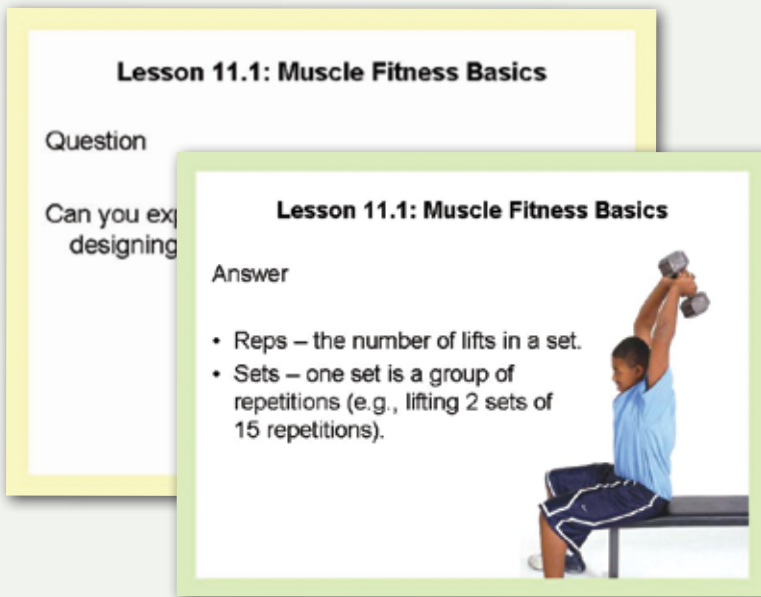 Lesson 11.1: Muscle Fitness Basics
Question
Can you
designing
Lesson 11.1: Muscle Fitness Basics
Answer
• Reps – the number of lifts in a set.
• Sets – one set is a group of
repetitions (e.g., lifting 2 sets of
15 repetitions).